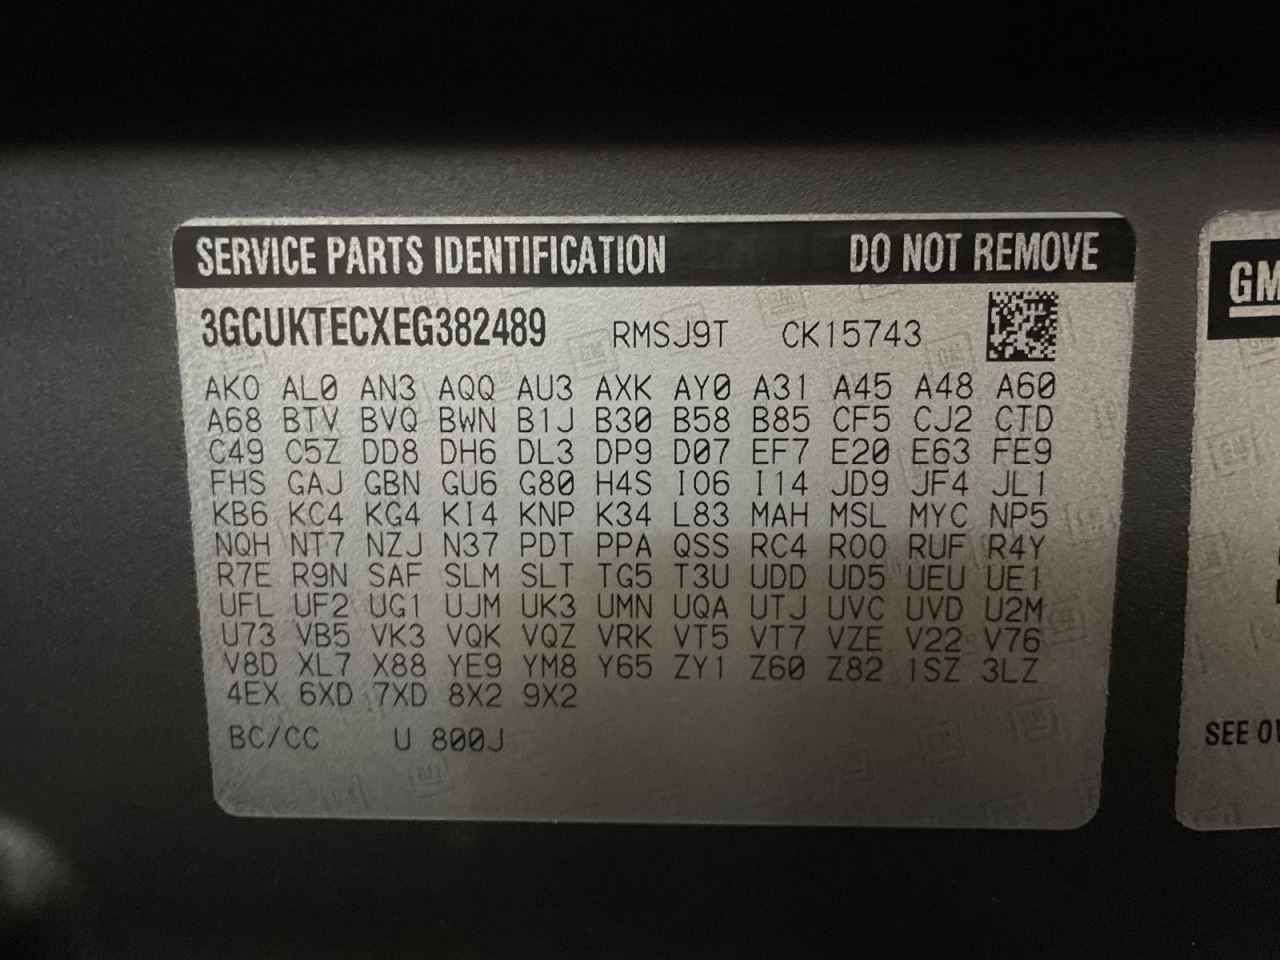 SERVICE PARTS IDENTIFICATION DO NOT REMOVE
3GCUKTECXEG382489 RMSJ9T CK15743
AK0 AL0 AN3 AQQ AU3 AXK AY0 A31 A45 A48 A60
A68 BTV BVQ BWN B1J B30 B58 B85 CF5 CJ2 CTD
C49 C5Z DD8 DH6 DL3 DP9 D07 EF7 E20 E63 FE9
FHS GAJ GBN GU6 G80 H4S I06 I14 JD9 JF4 JL1
KB6 KC4 KG4 KI4 KNP K34 L83 MAH MSL MYC NP5
NQH NT7 NZJ N37 PDT PPA QSS RC4 R00 RUF R4Y
R7E R9N SAF SLM SLT TG5 T3U UDD UD5 UEU UE1
UFL UF2 UG1 UJM UK3 UMN UQA UTJ UVC UVD U2M
U73 VB5 VK3 VQK VQZ VRK VT5 VT7 VZE V22 V76
V8D XL7 X88 YE9 YM8 Y65 ZY1 Z60 Z82 1SZ 3LZ
4EX 6XD 7XD 8X2 9X2
BC/CC U 800J
GM
SEE